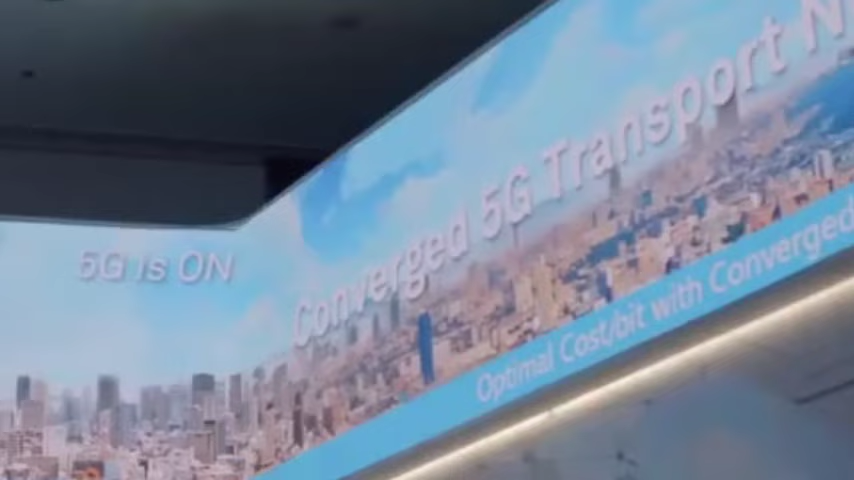 5G is ON
Converged 5G Transport N
Optimal Cost/bit with Converged